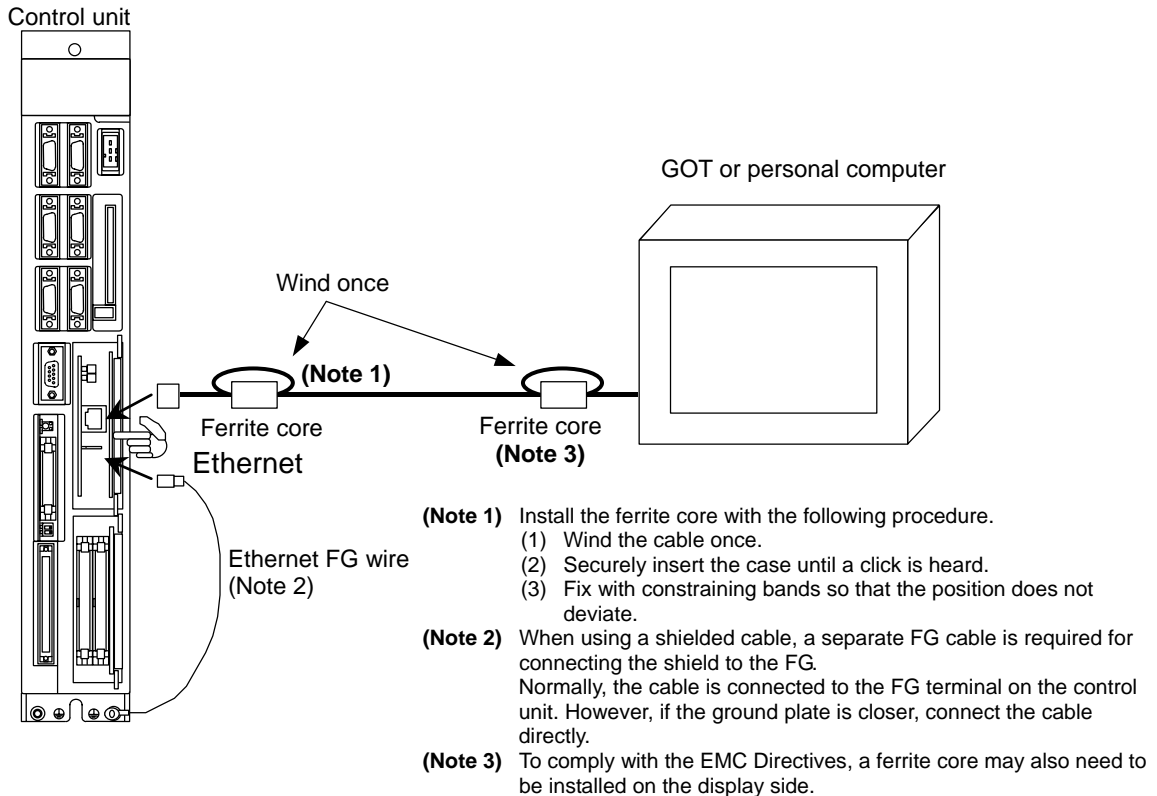 Control unit
GOT or personal computer
Wind once
(Note 1)
Ferrite core
Ferrite core
(Note 3)
Ethernet
Ethernet FG wire
(Note 2)
(Note 1) Install the ferrite core with the following procedure.
(1) Wind the cable once.
(2) Securely insert the case until a click is heard.
(3) Fix with constraining bands so that the position does not
deviate.
(Note 2) When using a shielded cable, a separate FG cable is required for
connecting the shield to the FG.
Normally, the cable is connected to the FG terminal on the control
unit. However, if the ground plate is closer, connect the cable
directly.
(Note 3) To comply with the EMC Directives, a ferrite core may also need to
be installed on the display side.